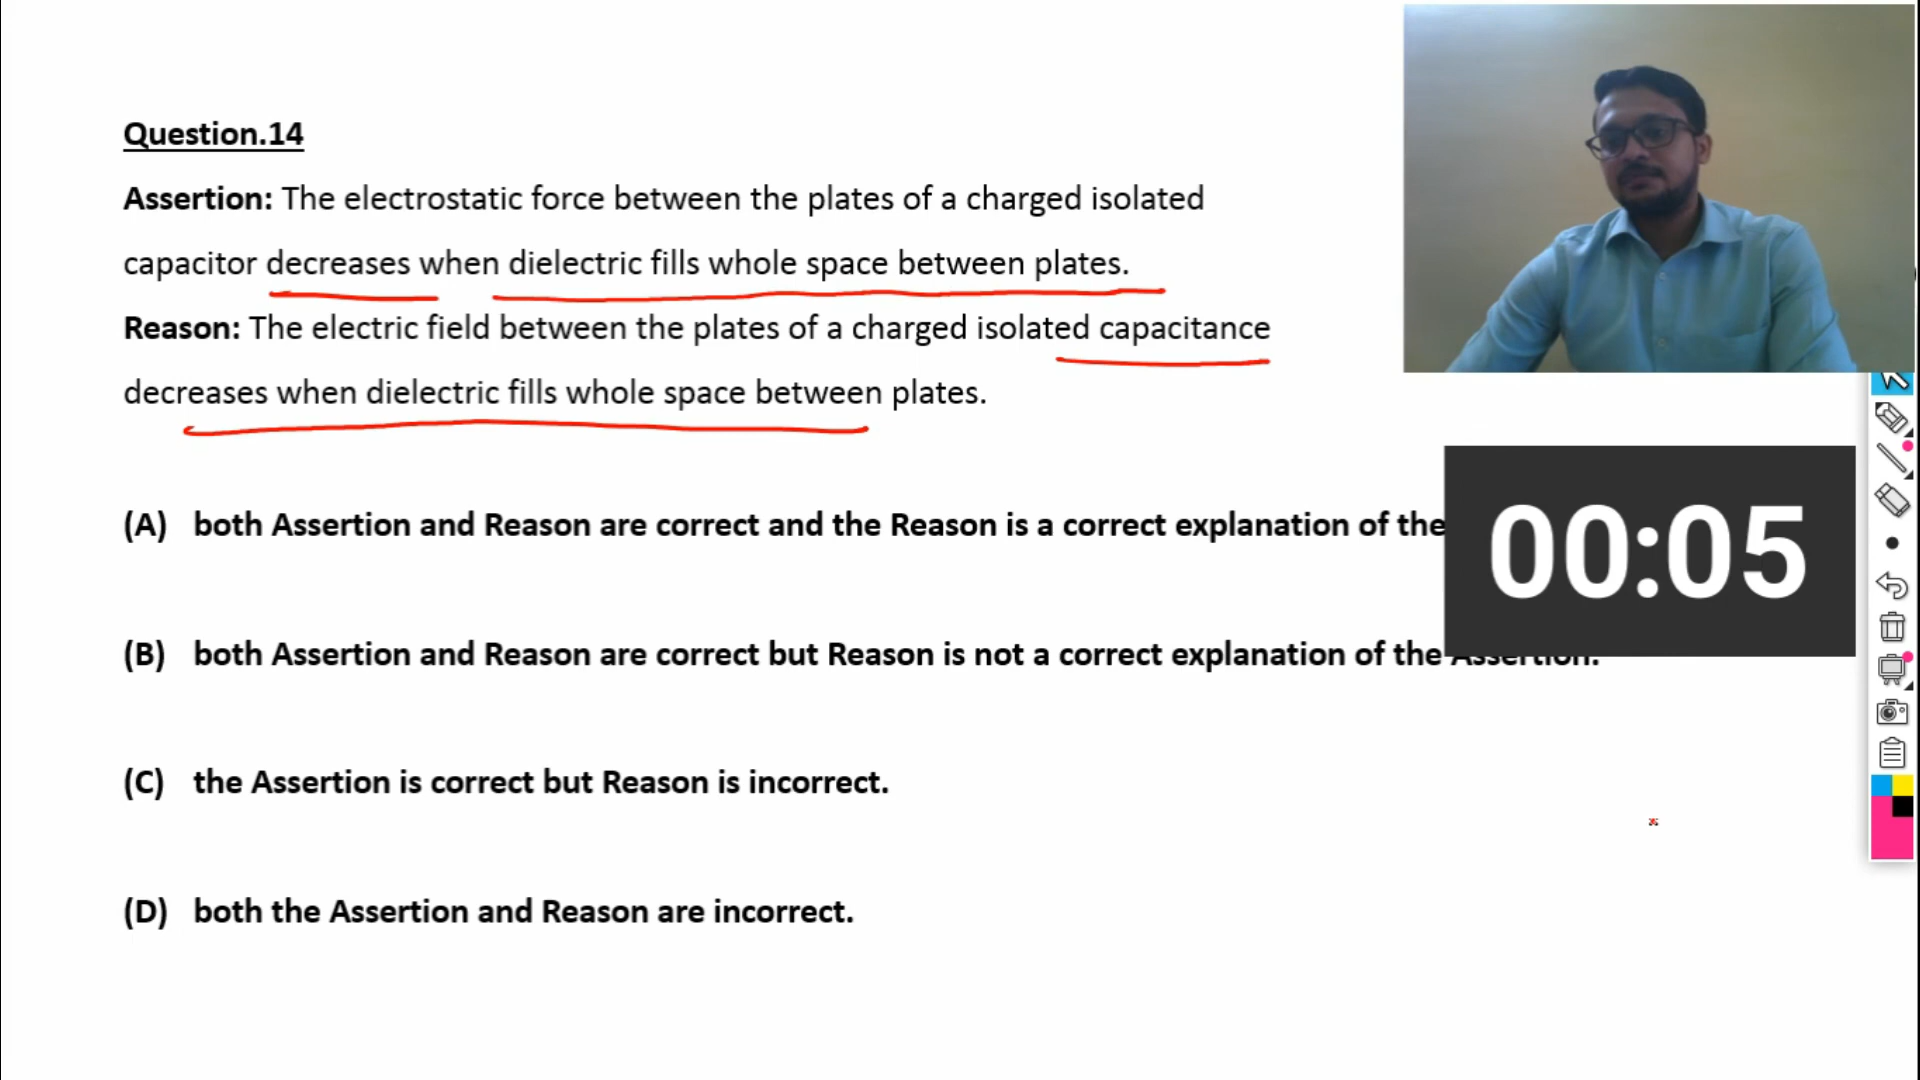 Question.14
Assertion: The electrostatic force between the plates of a charged isolated
capacitor decreases when dielectric fills whole space between plates.
Reason: The electric field between the plates of a charged isolated capacitance
decreases when dielectric fills whole space between plates.
(A) both Assertion and Reason are correct and the Reason is a correct explanation of the
00:05
(B) both Assertion and Reason are correct but Reason is not a correct explanation of the Assertion.
(C) the Assertion is correct but Reason is incorrect.
(D) both the Assertion and Reason are incorrect.